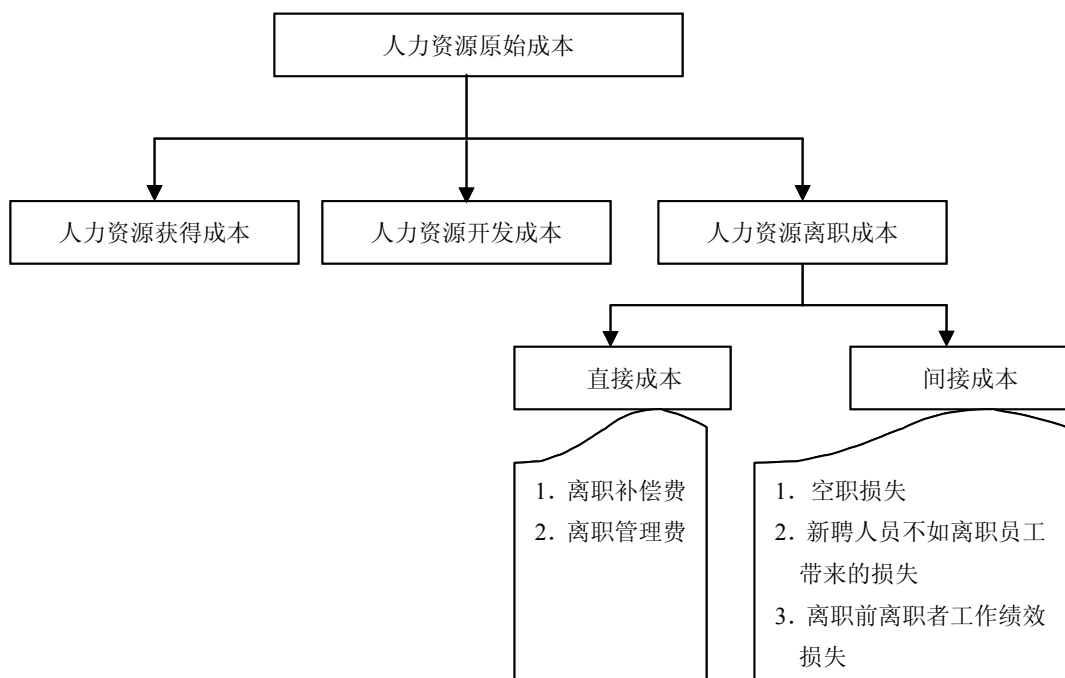 人力资源原始成本
人力资源获得成本
人力资源开发成本
人力资源离职成本
直接成本
间接成本
1. 离职补偿费
2. 离职管理费
1. 空职损失
2. 新聘人员不如离职员工
带来的损失
3. 离职前离职者工作绩效
损失